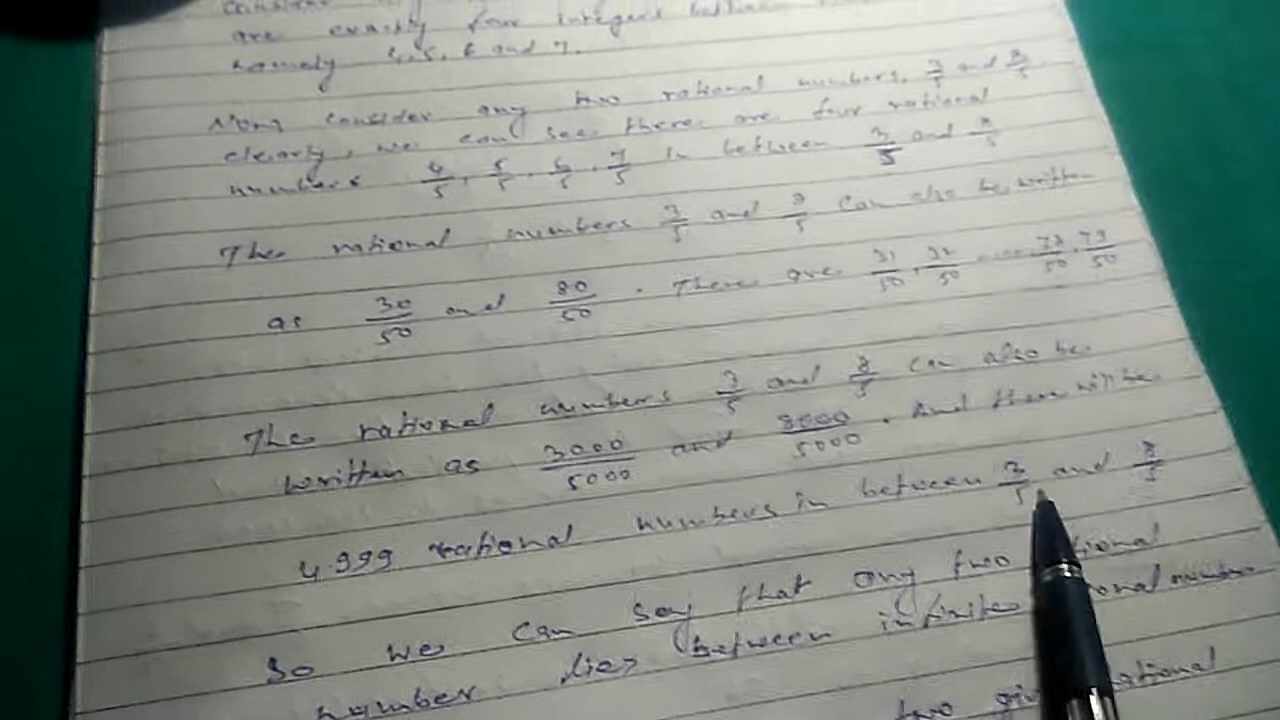 are exactly four integers between
namely 4, 5, 6 and 7.
Now consider any two rational numbers, 3/5 and 8/5.
clearly, we can see there are four rational
numbers 4/5, 5/5, 6/5, 7/5 in between 3/5 and 8/5
The rational numbers 3/5 and 8/5 can also be written
as 30/50 and 80/50. There are 31/50, 32/50 ...... 78/50, 79/50
The rational numbers 3/5 and 8/5 can also be
written as 3000/5000 and 8000/5000. And there will be
4999 rational numbers in between 3/5 and 8/5
So we can say that any two
number lies between infinite number
two